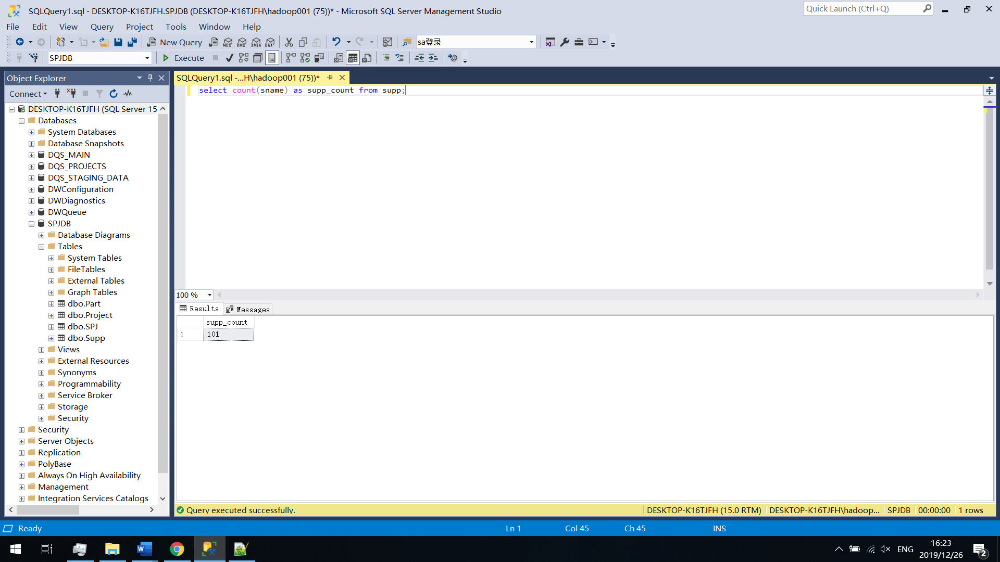 SQLQuery1.sql - DESKTOP-K16TJFH.SPJDB (DESKTOP-K16TJFH\hadoop001 (75))* - Microsoft SQL Server Management Studio
Quick Launch (Ctrl+Q)
File Edit View Query Project Tools Window Help
New Query MDX DMX XMLA DAX sa登录
SPJDB Execute
Object Explorer
Connect
DESKTOP-K16TJFH (SQL Server 15
Databases
System Databases
Database Snapshots
DQS_MAIN
DQS_PROJECTS
DQS_STAGING_DATA
DWConfiguration
DWDiagnostics
DWQueue
SPJDB
Database Diagrams
Tables
System Tables
FileTables
External Tables
Graph Tables
dbo.Part
dbo.Project
dbo.SPJ
dbo.Supp
Views
External Resources
Synonyms
Programmability
Service Broker
Storage
Security
Security
Server Objects
Replication
PolyBase
Always On High Availability
Management
Integration Services Catalogs
SQLQuery1.sql -...H\hadoop001 (75))*
select count(sname) as supp_count from supp;
100 %
Results Messages
supp_count
1 101
Query executed successfully. DESKTOP-K16TJFH (15.0 RTM) DESKTOP-K16TJFH\hadoop... SPJDB 00:00:00 1 rows
Ready Ln 1 Col 45 Ch 45 INS
ENG 16:23 2
2019/12/26